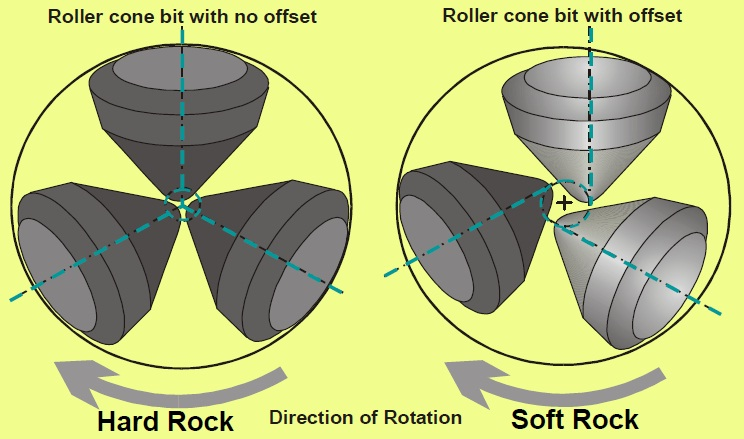 Roller cone bit with no offset
Roller cone bit with offset
Hard Rock
Direction of Rotation
Soft Rock